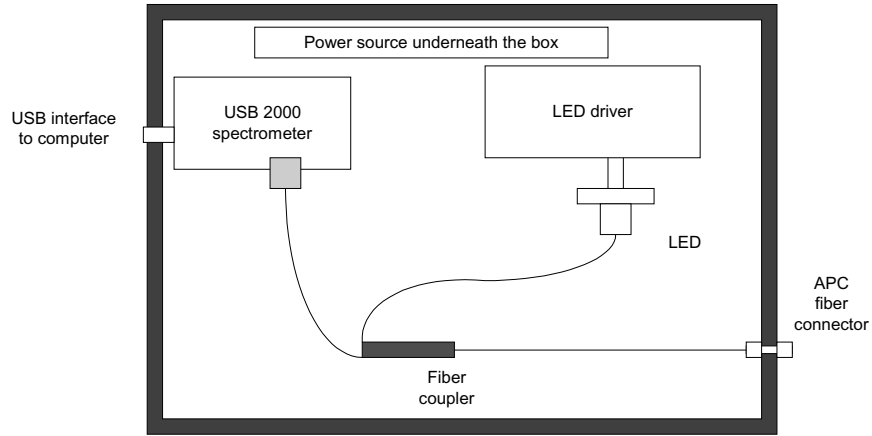 Power source underneath the box
USB interface
to computer
USB 2000
spectrometer
LED driver
LED
APC
fiber
connector
Fiber
coupler